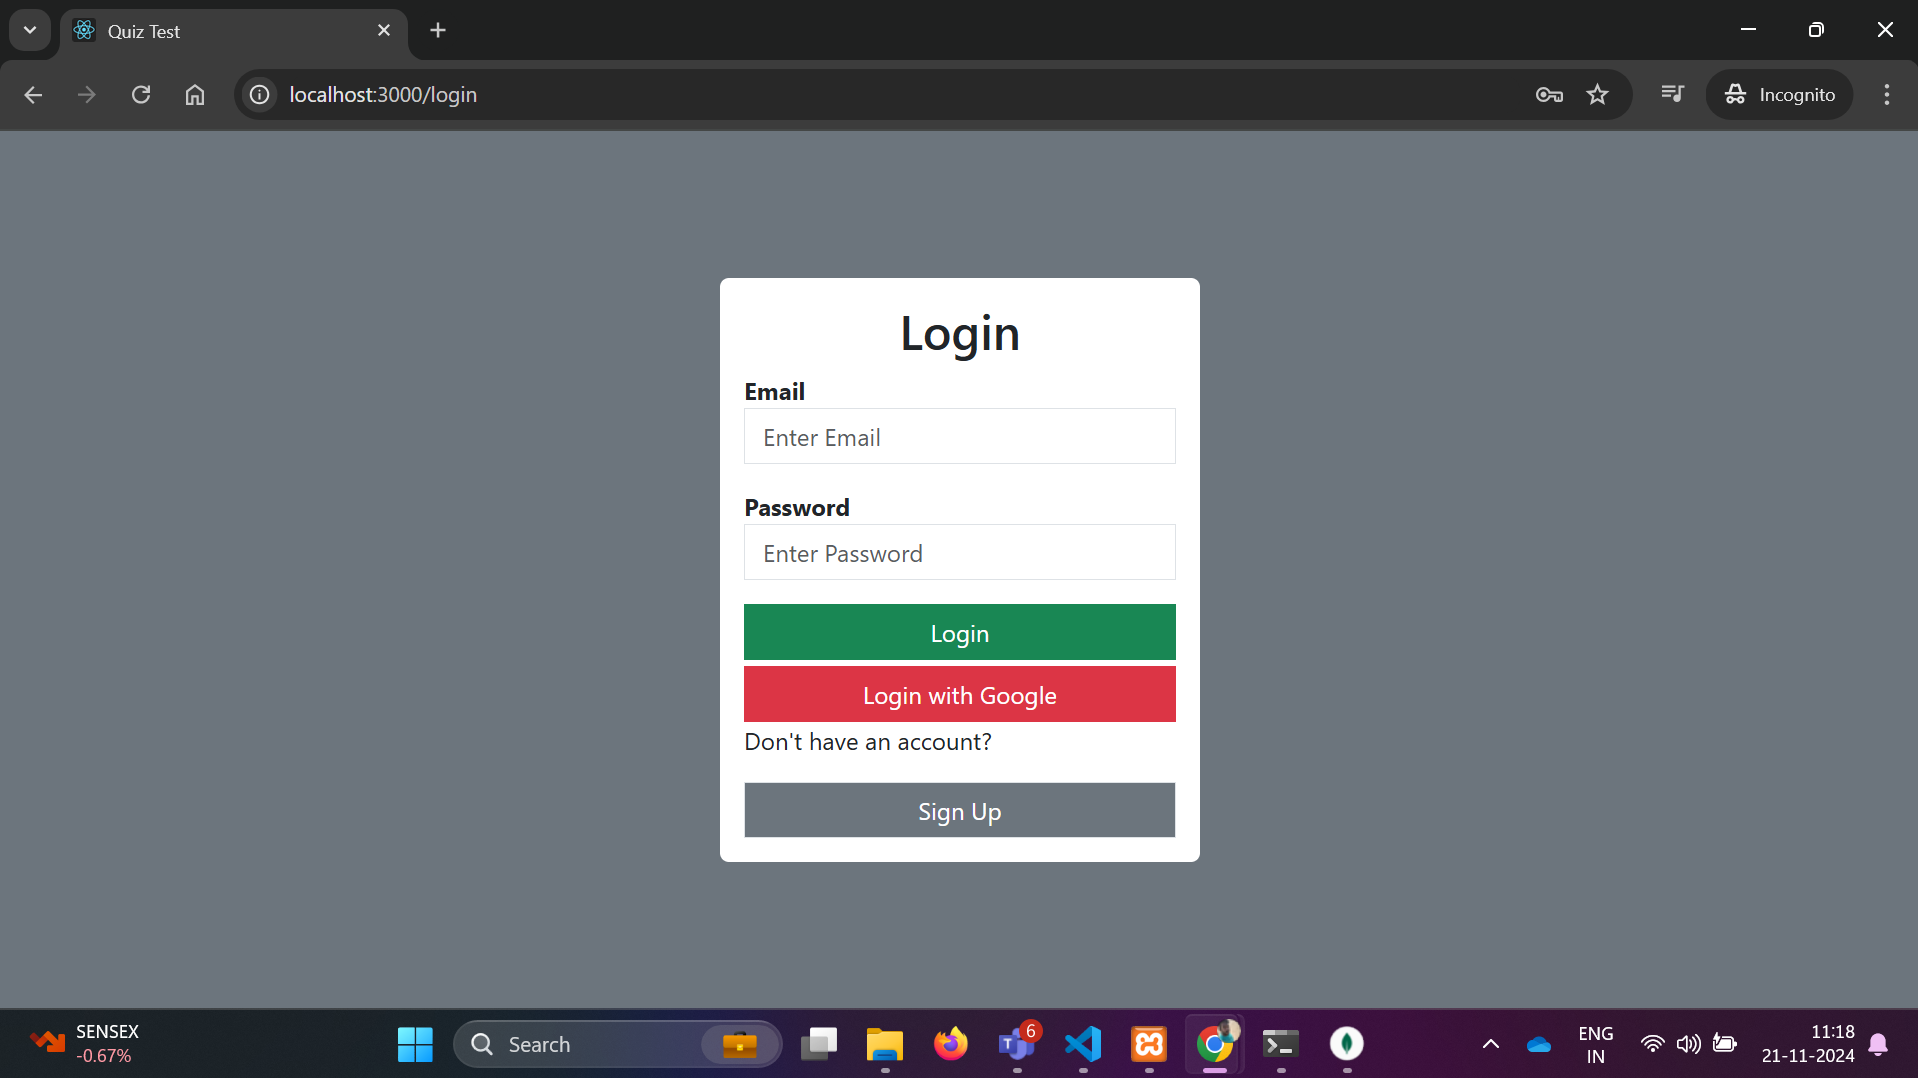 Quiz Test
localhost:3000/login
Incognito
Login
Email
Enter Email
Password
Enter Password
Login
Login with Google
Don't have an account?
Sign Up
SENSEX
-0.67%
Search
6
ENG
IN
11:18
21-11-2024